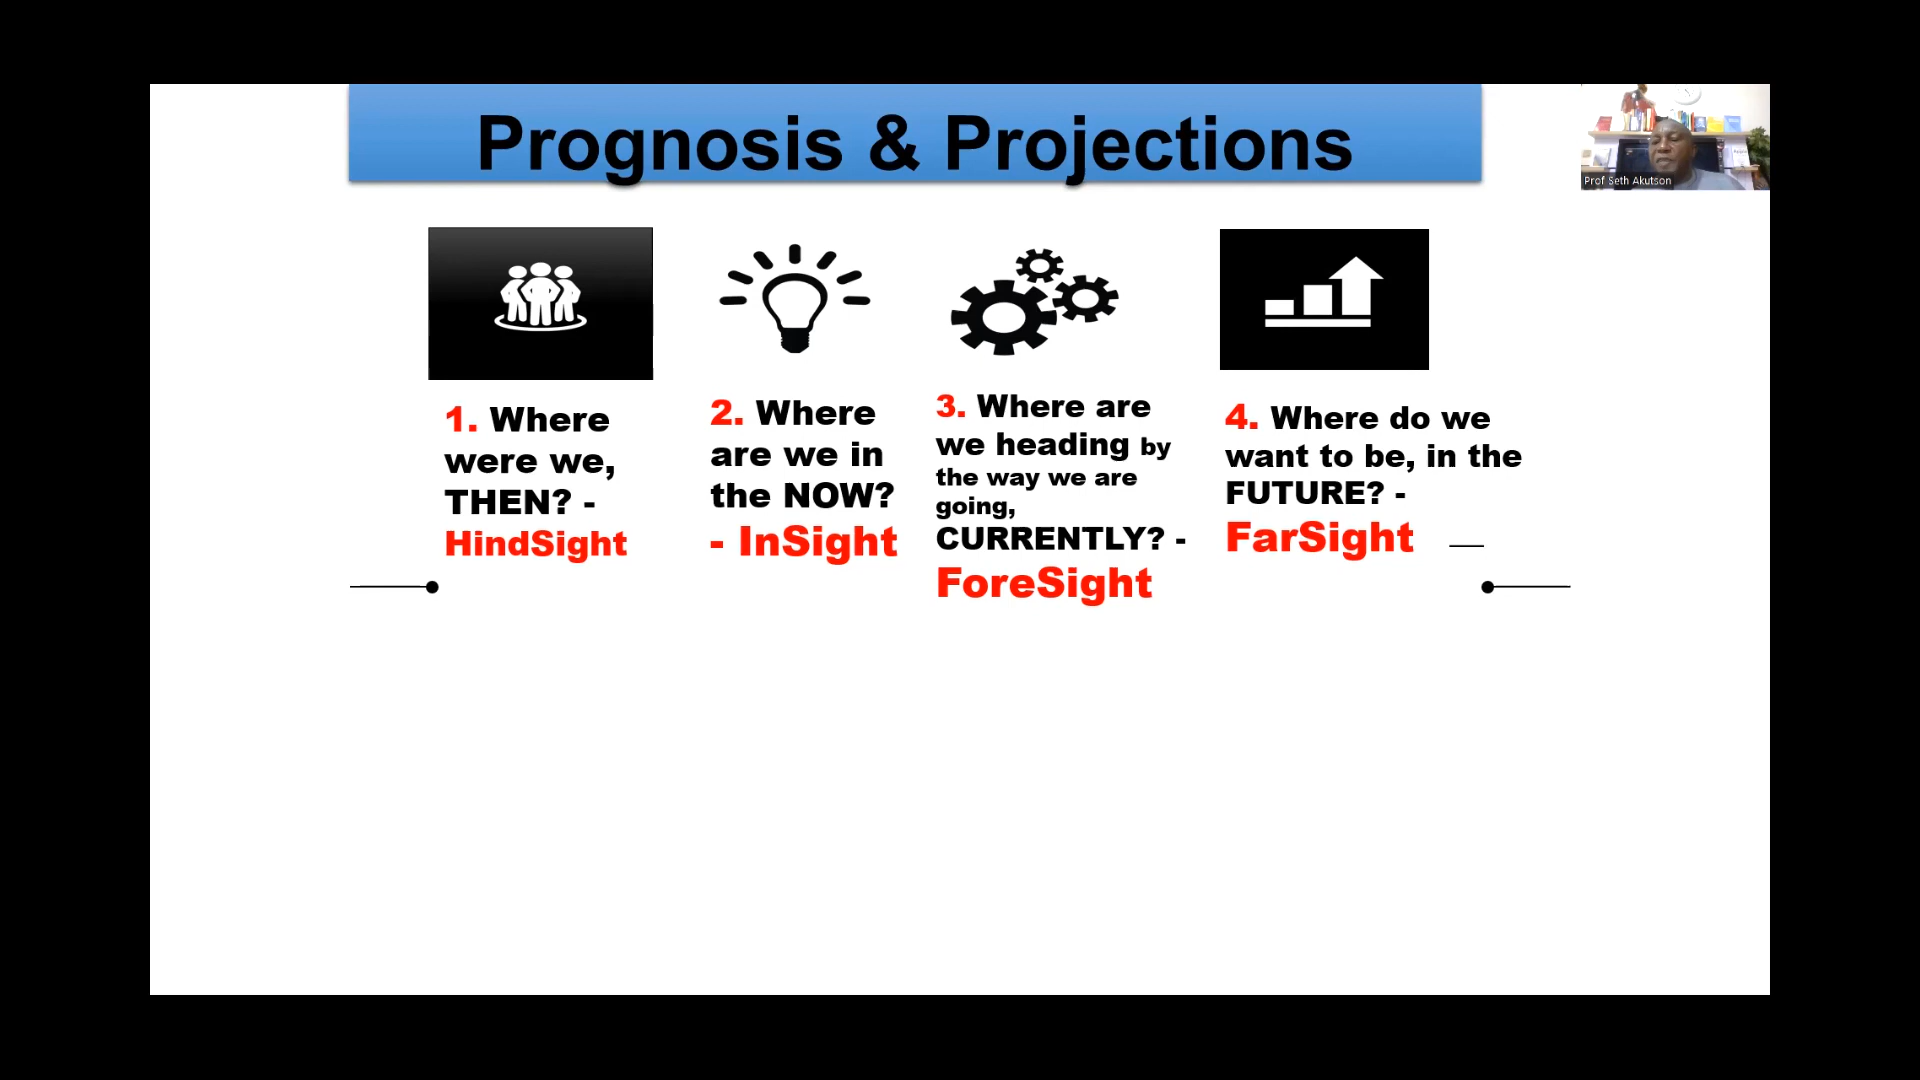 Prognosis & Projections
Prof Seth Akutson
1. Where
were we,
THEN? -
HindSight
2. Where
are we in
the NOW?
- InSight
3. Where are
we heading by
the way we are
going,
CURRENTLY? -
ForeSight
4. Where do we
want to be, in the
FUTURE? -
FarSight